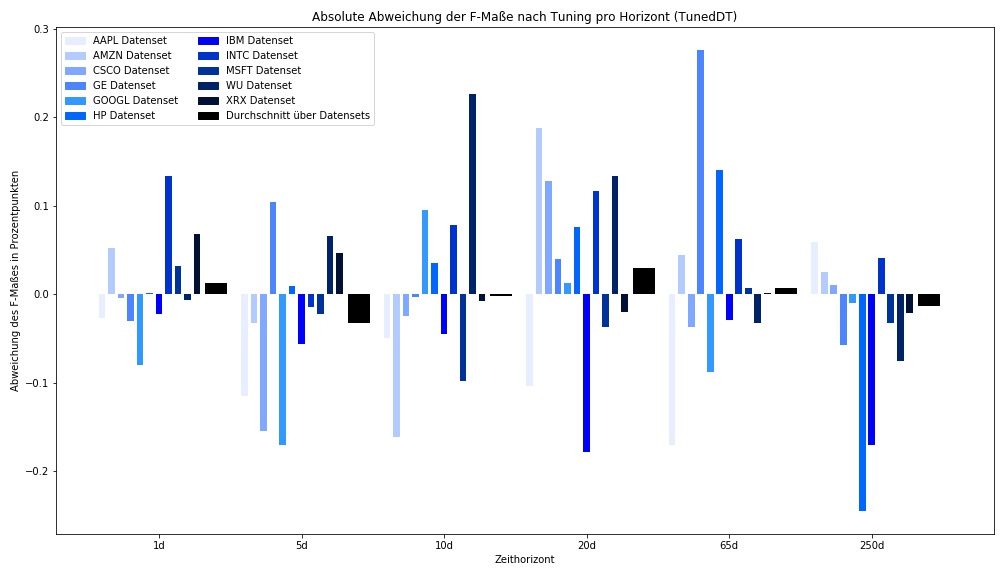 Absolute Abweichung der F-Maße nach Tuning pro Horizont (TunedDT)
AAPL Datenset
AMZN Datenset
CSCO Datenset
GE Datenset
GOOGL Datenset
HP Datenset
IBM Datenset
INTC Datenset
MSFT Datenset
WU Datenset
XRX Datenset
Durchschnitt über Datensets
Abweichung des F-Maßes in Prozentpunkten
0.3
0.2
0.1
0.0
−0.1
−0.2
1d
5d
10d
20d
65d
250d
Zeithorizont